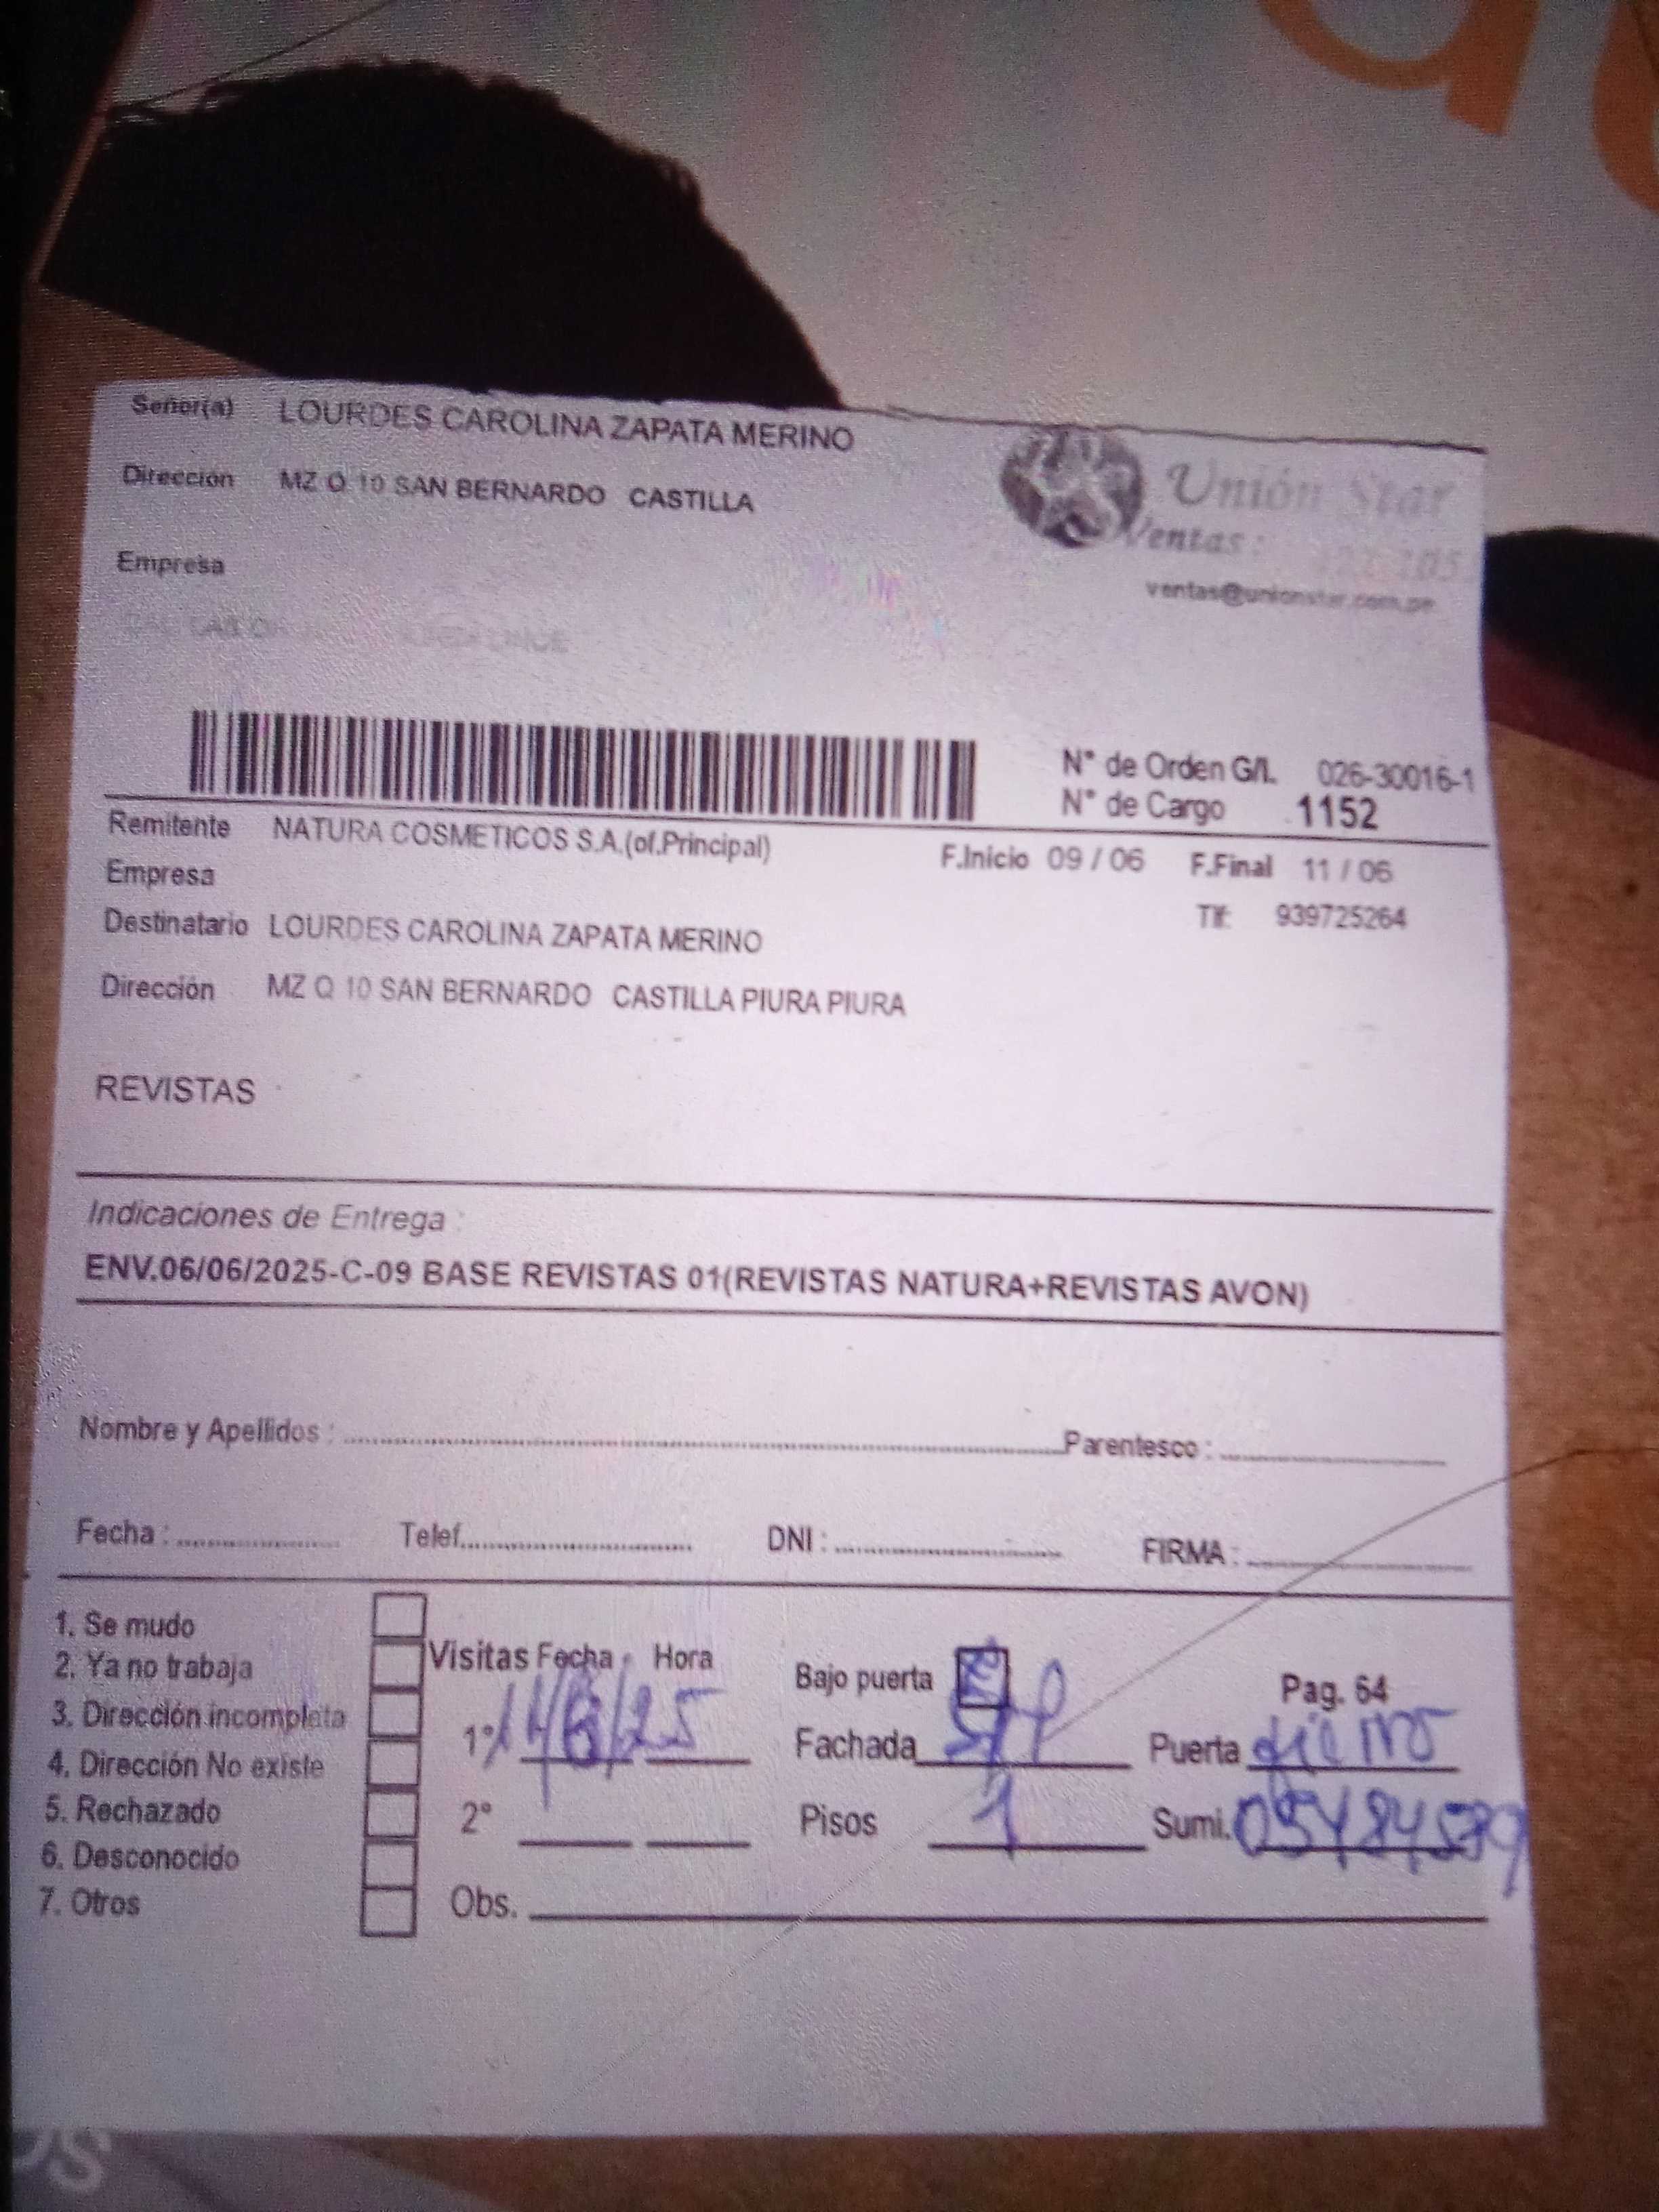 Señor(a) LOURDES CAROLINA ZAPATA MERINO
Dirección MZ Q 10 SAN BERNARDO CASTILLA
Unión Star
Ventas:
Empresa
ventas@unionstar.com.pe
N° de Orden G/I. 026-30016-1
N° de Cargo 1152
Remitente NATURA COSMETICOS S.A.(of.Principal)
F.Inicio 09 / 06 F.Final 11 / 06
Empresa
Tlf: 939725264
Destinatario LOURDES CAROLINA ZAPATA MERINO
Dirección MZ Q 10 SAN BERNARDO CASTILLA PIURA PIURA
REVISTAS
Indicaciones de Entrega :
ENV.06/06/2025-C-09 BASE REVISTAS 01(REVISTAS NATURA+REVISTAS AVON)
Nombre y Apellidos : Parentesco :
Fecha : Telef. DNI : FIRMA :
1. Se mudo
2. Ya no trabaja
3. Dirección incompleta
4. Dirección No existe
5. Rechazado
6. Desconocido
7. Otros
Visitas Fecha Hora
1° 11/6/25
2°
Obs.
Bajo puerta
Fachada
Pisos 1
Pag. 64
Puerta
Sumi.
os